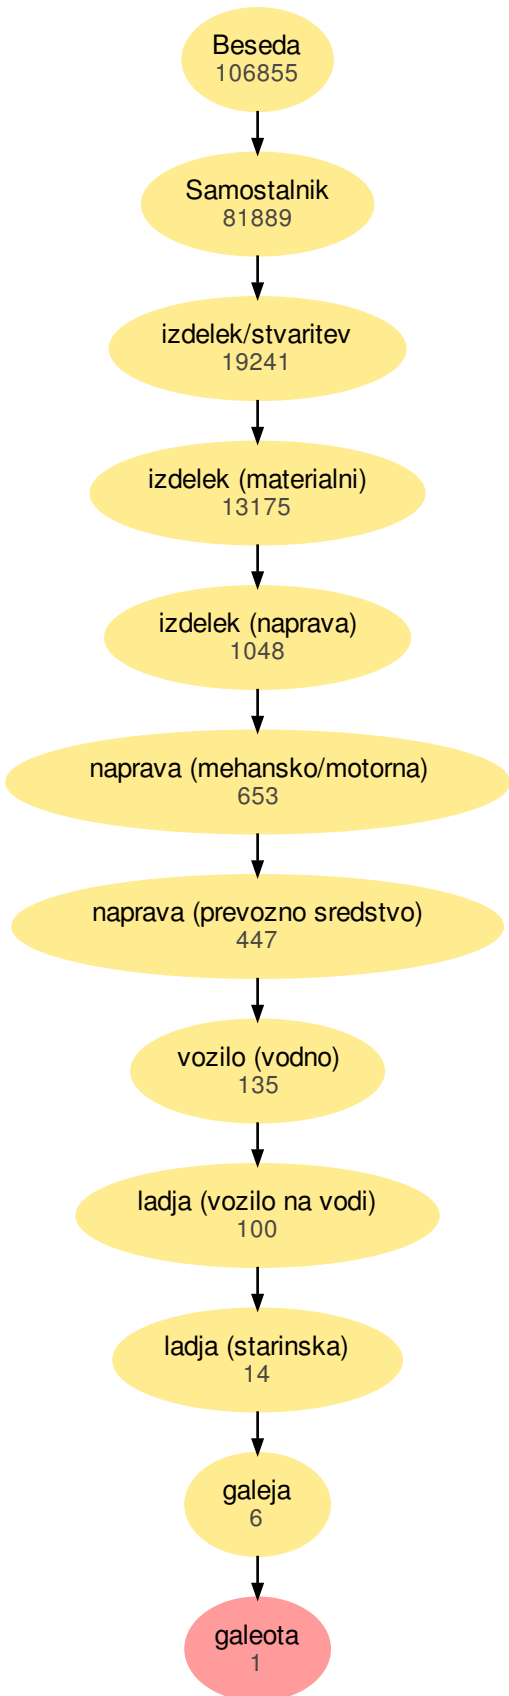 Beseda
106855
Samostalnik
81889
izdelek/stvaritev
19241
izdelek (materialni)
13175
izdelek (naprava)
1048
naprava (mehansko/motorna)
653
naprava (prevozno sredstvo)
447
vozilo (vodno)
135
ladja (vozilo na vodi)
100
ladja (starinska)
14
galeja
6
galeota
1